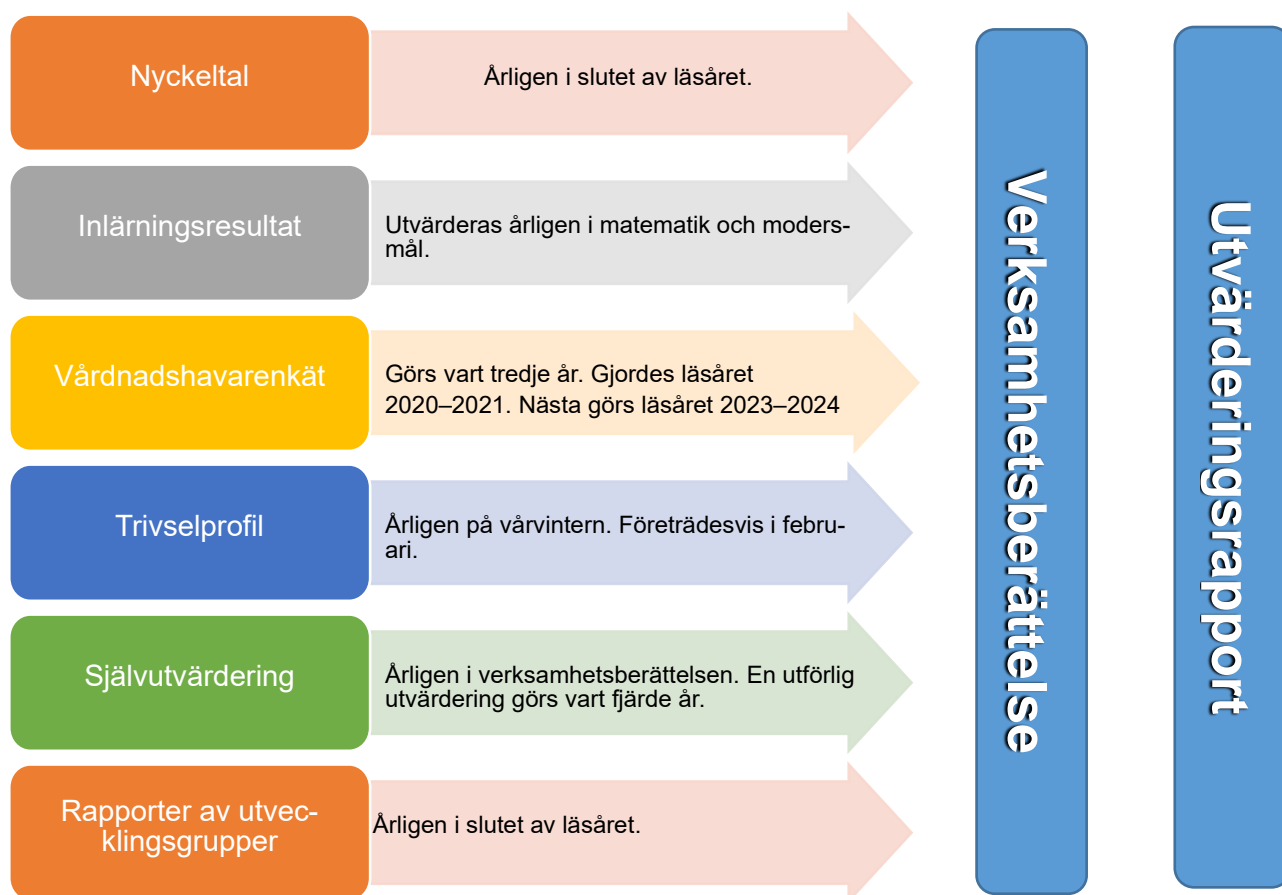 Nyckeltal
Årligen i slutet av läsåret.
Inlärningsresultat
Utvärderas årligen i matematik och moders-
mål.
Vårdnadshavarenkät
Görs vart tredje år. Gjordes läsåret
2020–2021. Nästa görs läsåret 2023–2024
Trivselprofil
Årligen på vårvintern. Företrädesvis i febru-
ari.
Självutvärdering
Årligen i verksamhetsberättelsen. En utförlig
utvärdering görs vart fjärde år.
Rapporter av utvec-
klingsgrupper
Årligen i slutet av läsåret.
Verksamhetsberättelse
Utvärderingsrapport